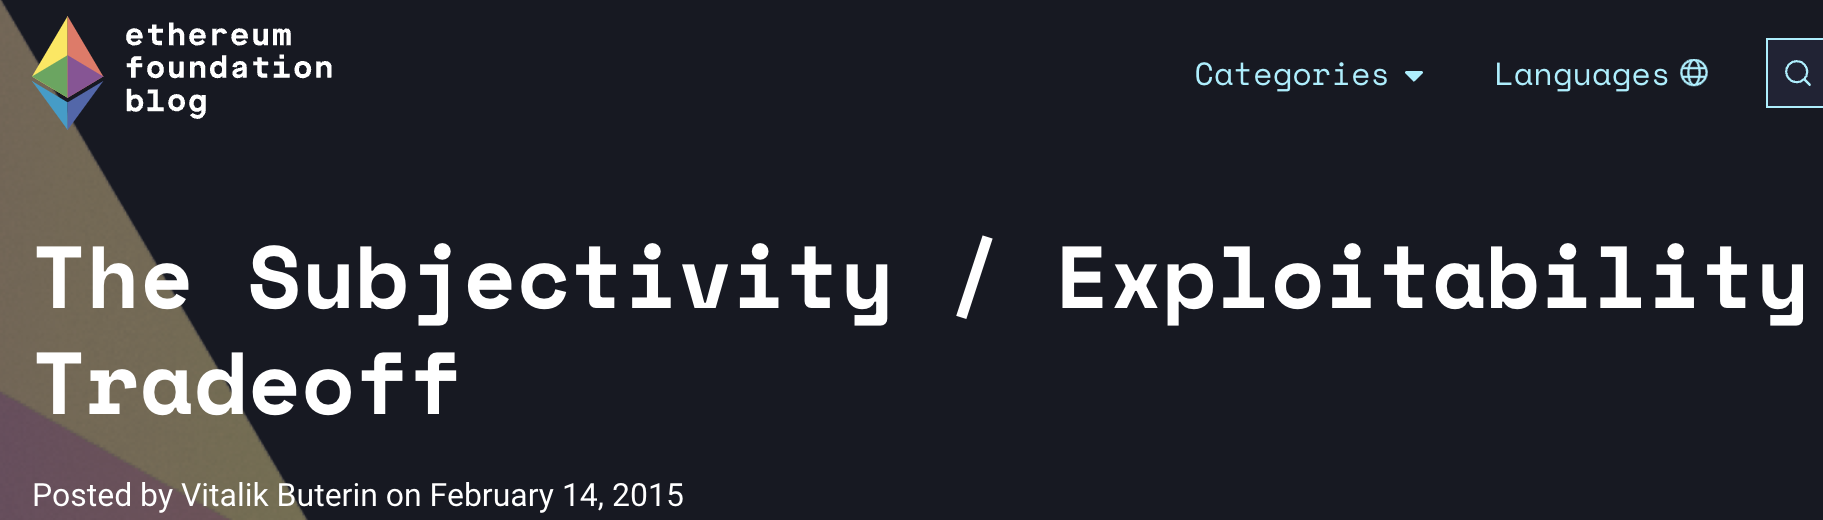 ethereum
foundation
blog
Categories
Languages
The Subjectivity / Exploitability
Tradeoff
Posted by Vitalik Buterin on February 14, 2015